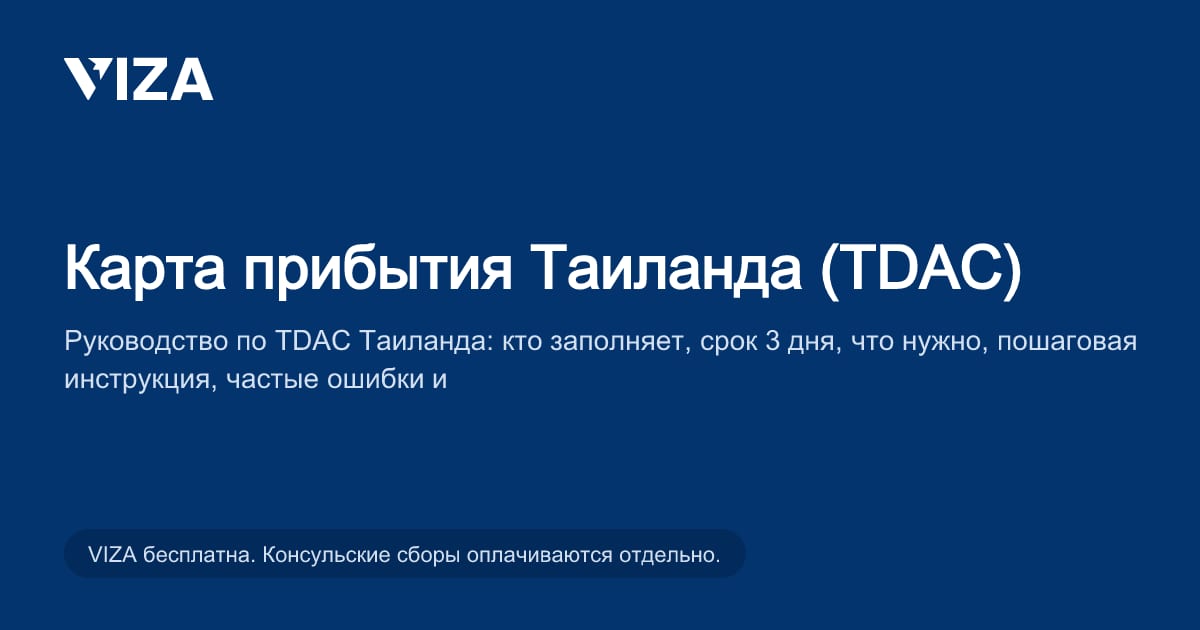 VIZA
Карта прибытия Таиланда (TDAC)
Руководство по TDAC Таиланда: кто заполняет, срок 3 дня, что нужно, пошаговая
инструкция, частые ошибки и
VIZA бесплатна. Консульские сборы оплачиваются отдельно.